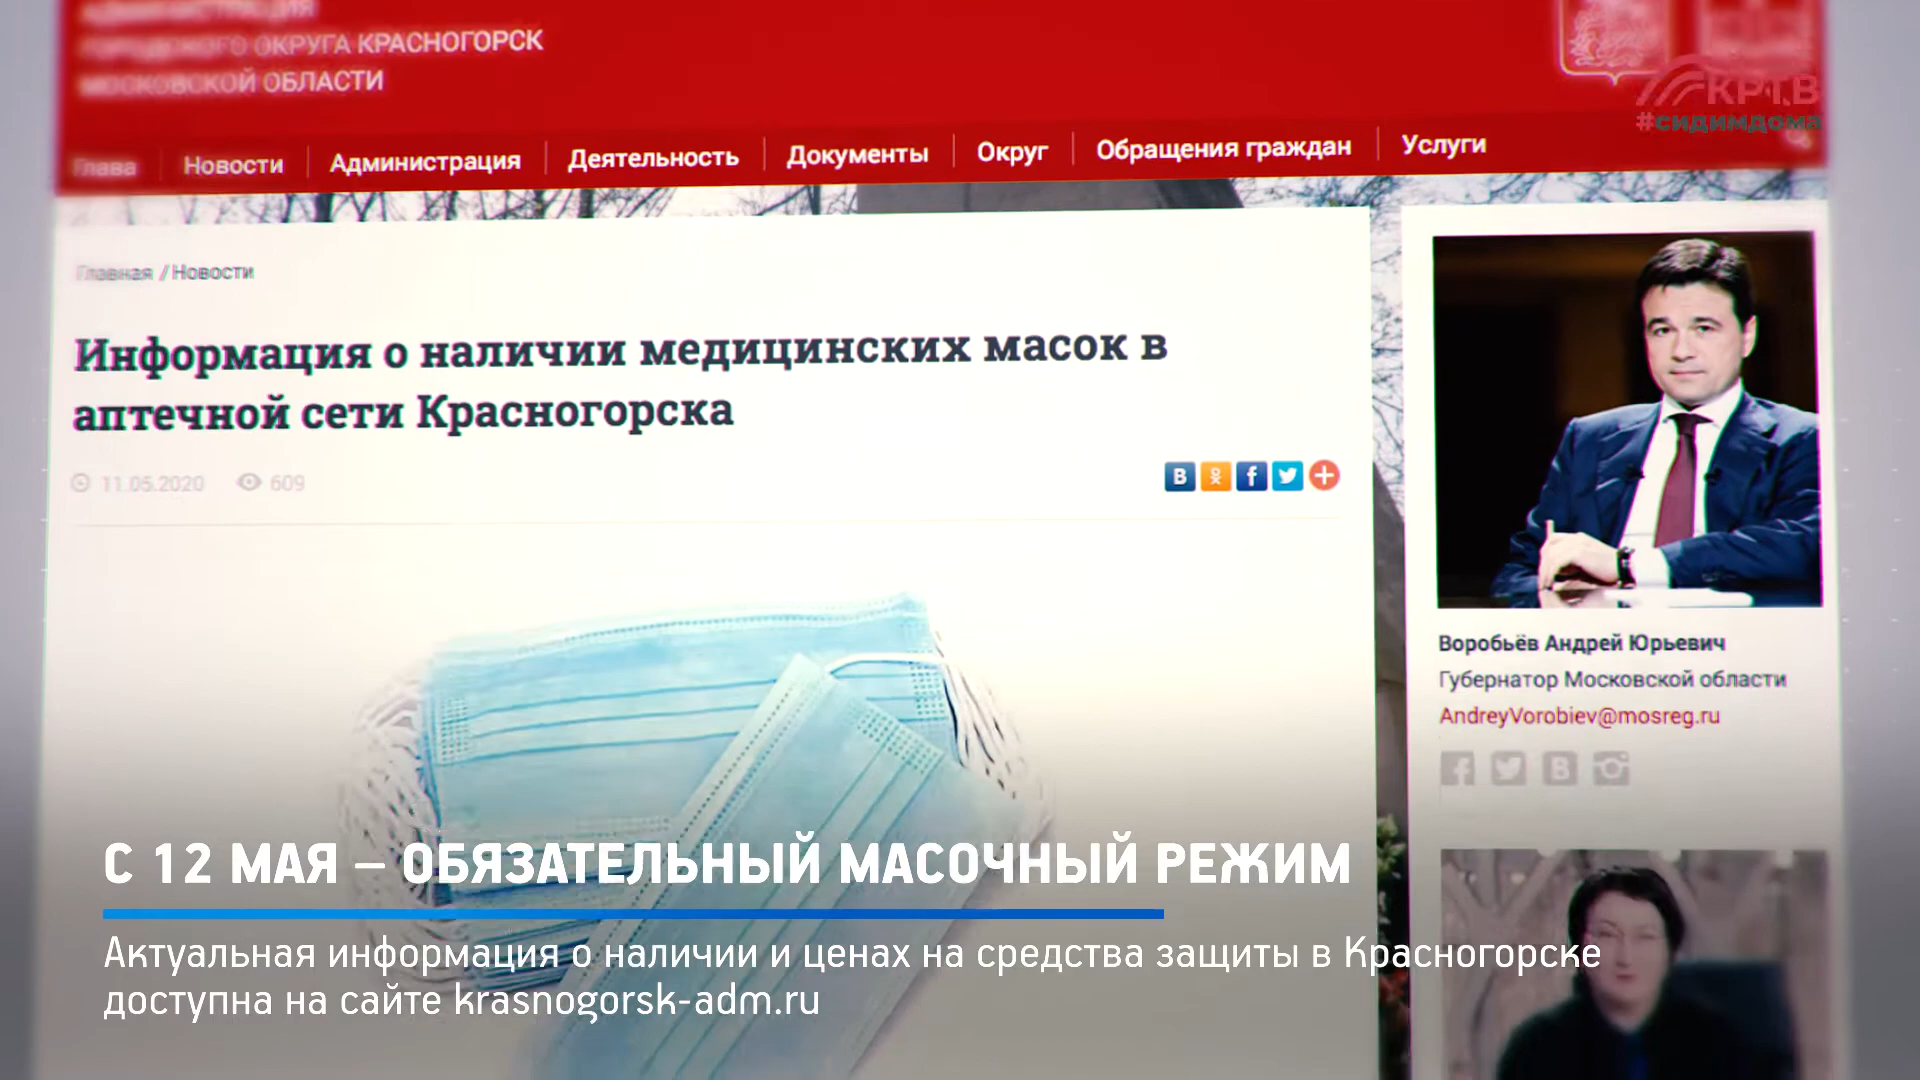 АДМИНИСТРАЦИЯ
ГОРОДСКОГО ОКРУГА КРАСНОГОРСК
МОСКОВСКОЙ ОБЛАСТИ
КРТВ
#сидимдома
Глава Новости Администрация Деятельность Документы Округ Обращения граждан Услуги
Главная / Новости
Информация о наличии медицинских масок в
аптечной сети Красногорска
11.05.2020 609
Воробьёв Андрей Юрьевич
Губернатор Московской области
AndreyVorobiev@mosreg.ru
С 12 МАЯ – ОБЯЗАТЕЛЬНЫЙ МАСОЧНЫЙ РЕЖИМ
Актуальная информация о наличии и ценах на средства защиты в Красногорске
доступна на сайте krasnogorsk-adm.ru